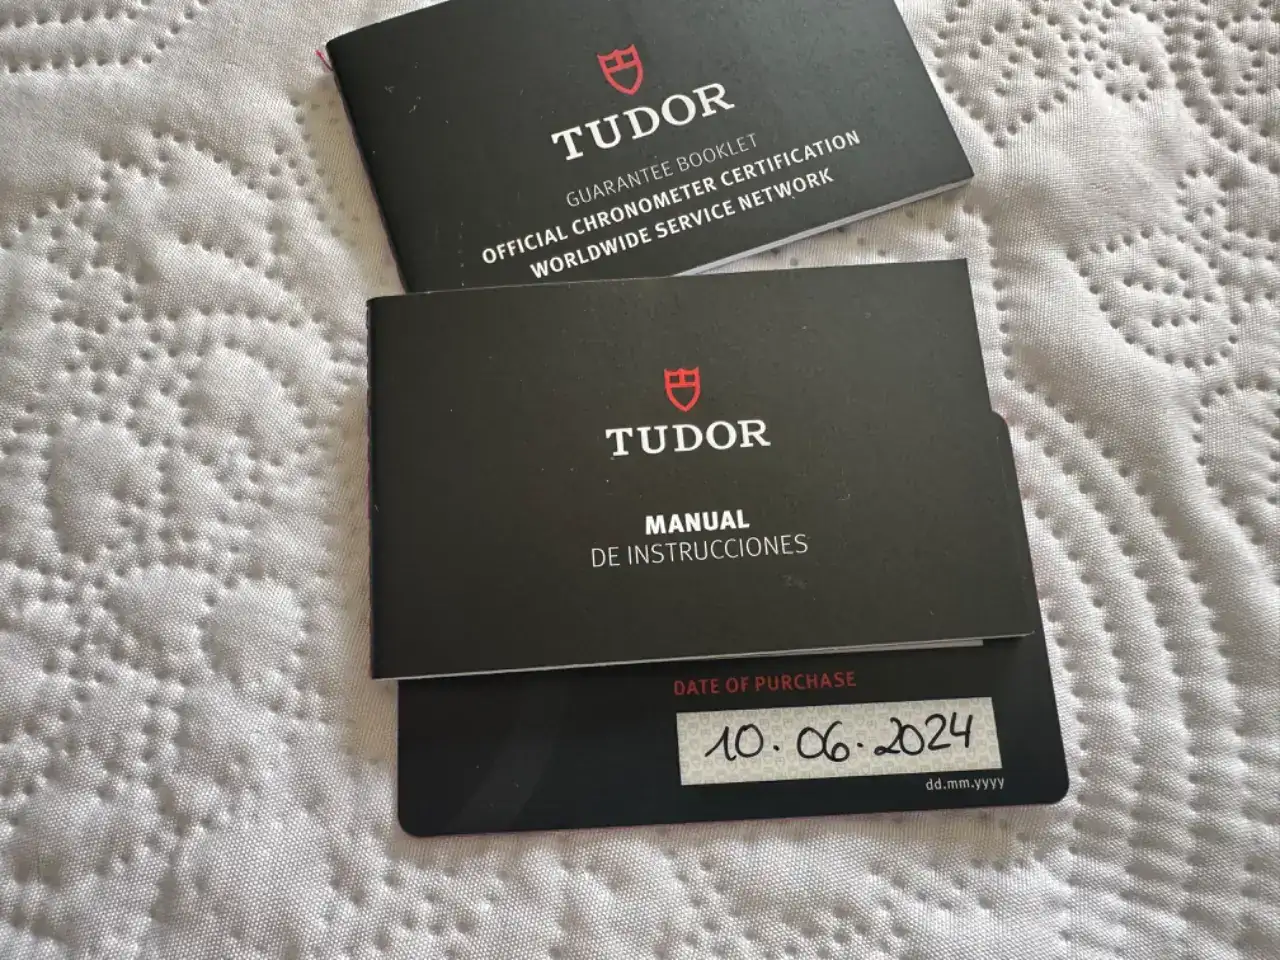 TUDOR
GUARANTEE BOOKLET
OFFICIAL CHRONOMETER CERTIFICATION
WORLDWIDE SERVICE NETWORK
TUDOR
MANUAL
DE INSTRUCCIONES
DATE OF PURCHASE
10.06.2024
dd.mm.yyyy